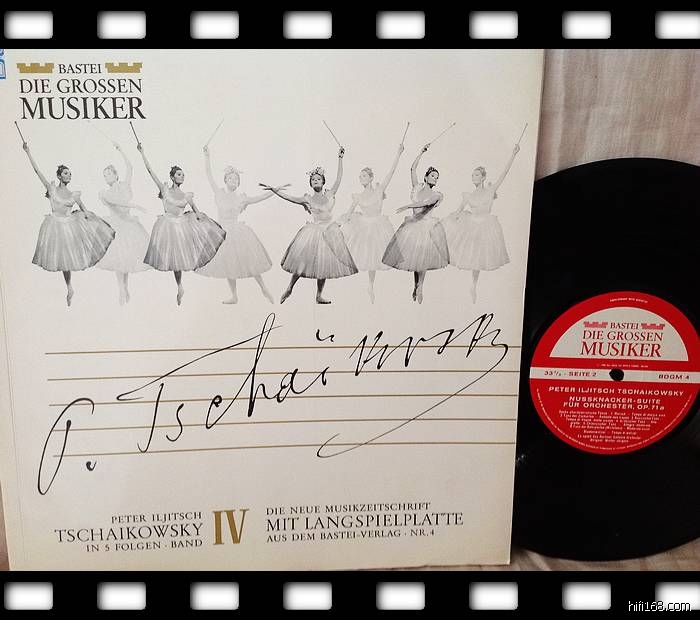 BASTEI
DIE GROSSEN
MUSIKER
P. Tschaikowsky
PETER ILJITSCH
TSCHAIKOWSKY
IN 5 FOLGEN · BAND
IV
DIE NEUE MUSIKZEITSCHRIFT
MIT LANGSPIELPLATTE
AUS DEM BASTEI-VERLAG · NR. 4
BASTEI
DIE GROSSEN
MUSIKER
33⅓ · SEITE 2
BDGM 4
PETER ILJITSCH TSCHAIKOWSKY
NUSSKNACKER-SUITE
FÜR ORCHESTER, OP. 71a
hifi168.com